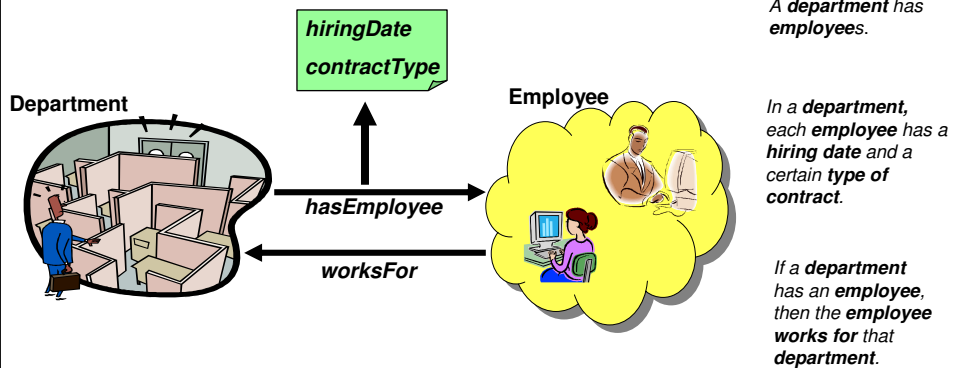 A department has
employees.
hiringDate
contractType
Department
Employee
In a department,
each employee has a
hiring date and a
certain type of
contract.
hasEmployee
worksFor
If a department
has an employee,
then the employee
works for that
department.